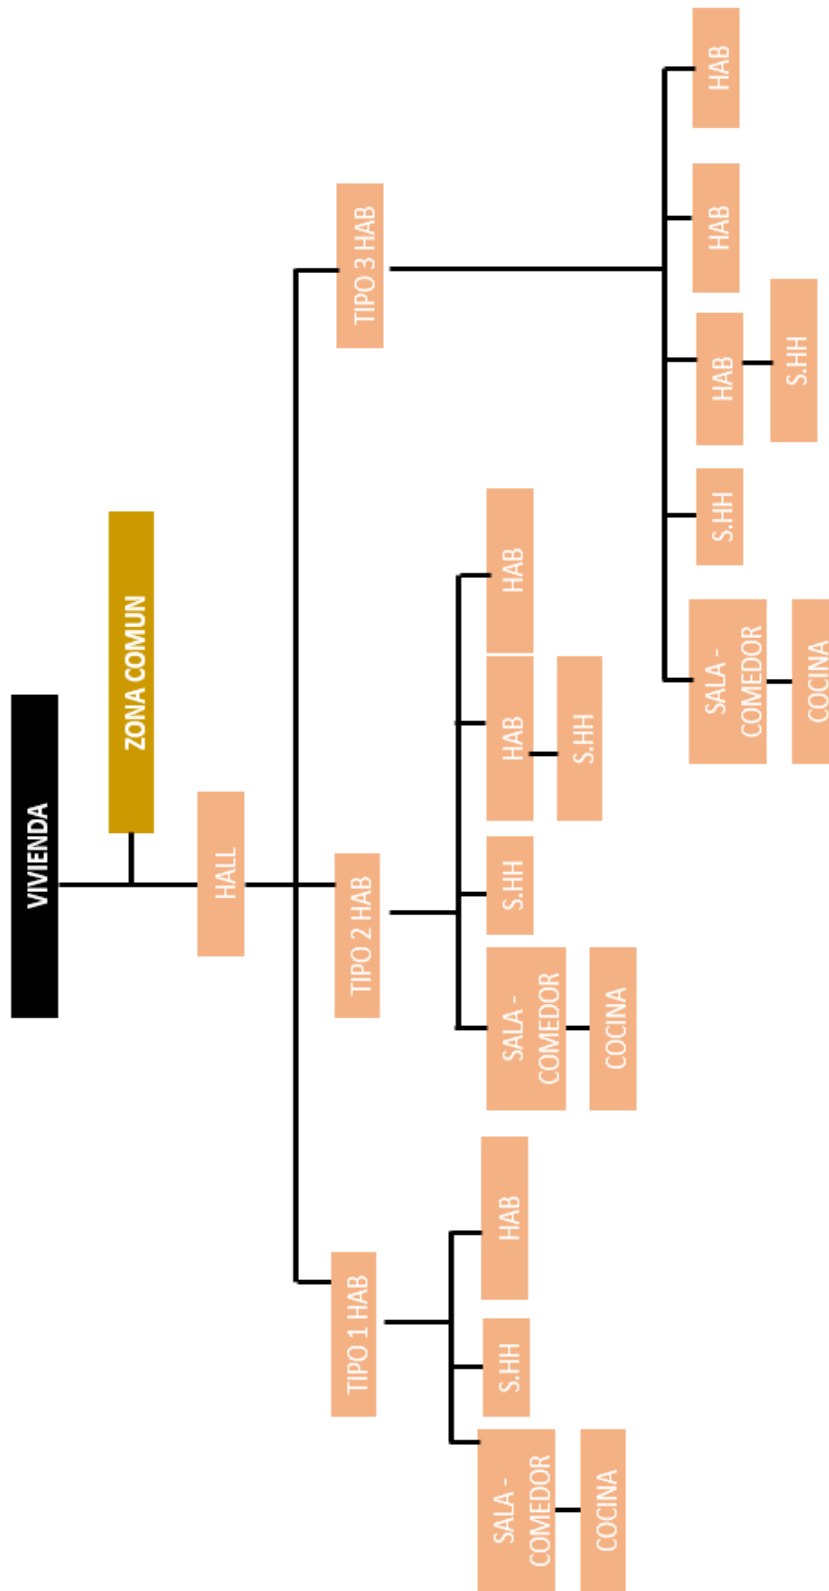 VIVIENDA
ZONA COMUN
HALL
TIPO 1 HAB
TIPO 2 HAB
TIPO 3 HAB
SALA -
COMEDOR
S.HH
HAB
COCINA
SALA -
COMEDOR
S.HH
HAB
HAB
COCINA
S.HH
SALA -
COMEDOR
S.HH
HAB
HAB
HAB
COCINA
S.HH